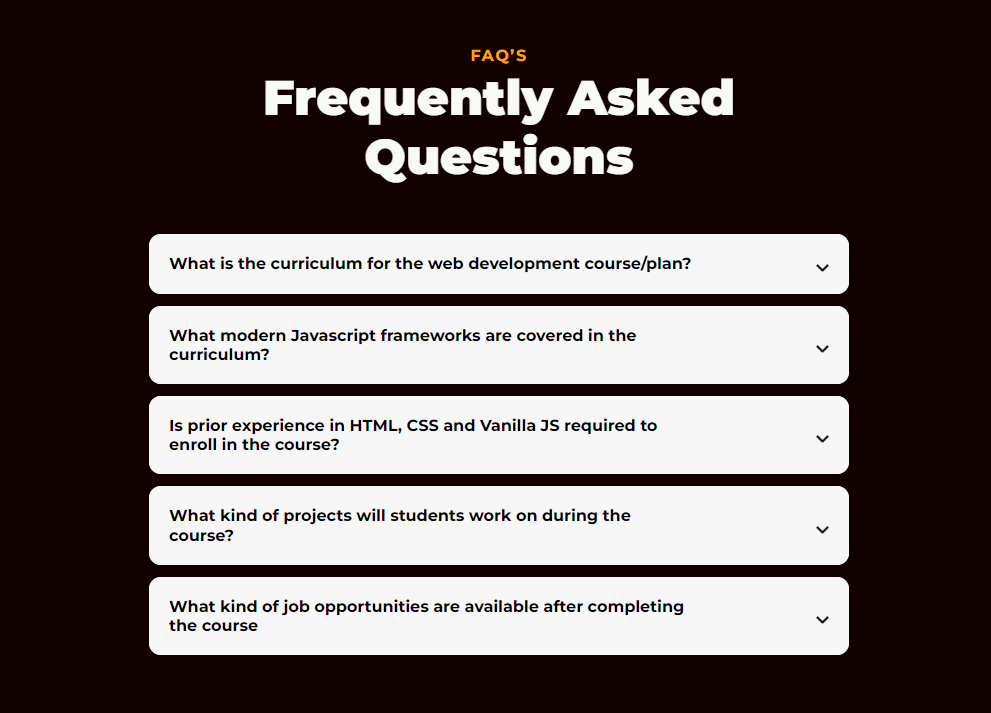 FAQ’S
Frequently Asked
Questions
What is the curriculum for the web development course/plan?
What modern Javascript frameworks are covered in the
curriculum?
Is prior experience in HTML, CSS and Vanilla JS required to
enroll in the course?
What kind of projects will students work on during the
course?
What kind of job opportunities are available after completing
the course